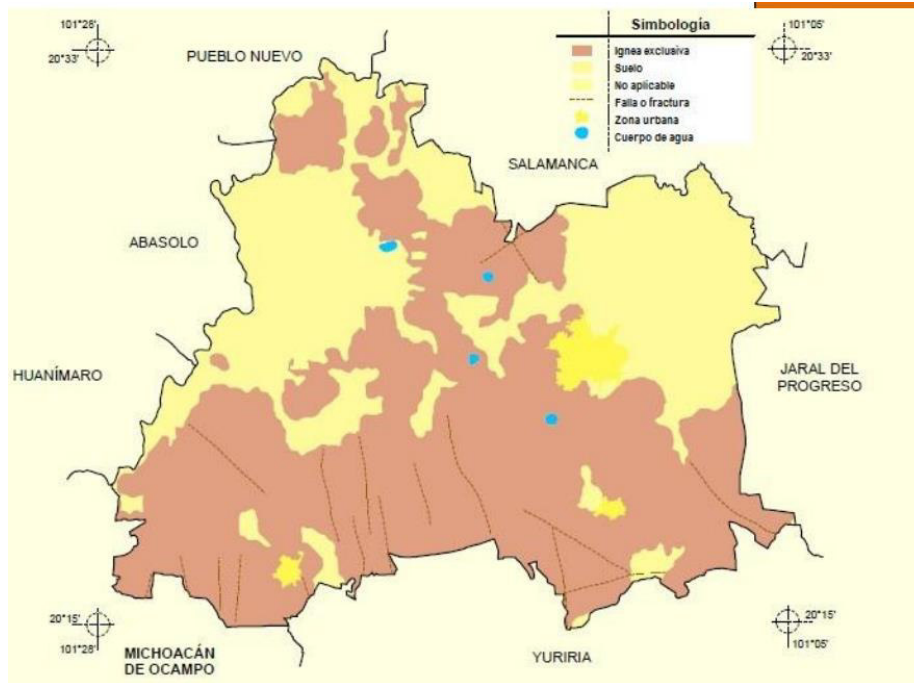 101°28'
20°33'
PUEBLO NUEVO
Simbología
Ignea exclusiva
Suelo
No aplicable
Falla o fractura
Zona urbana
Cuerpo de agua
101°05'
20°33'
SALAMANCA
ABASOLO
HUANÍMARO
JARAL DEL
PROGRESO
20°15'
101°28'
MICHOACÁN
DE OCAMPO
YURIRIA
20°15'
101°05'